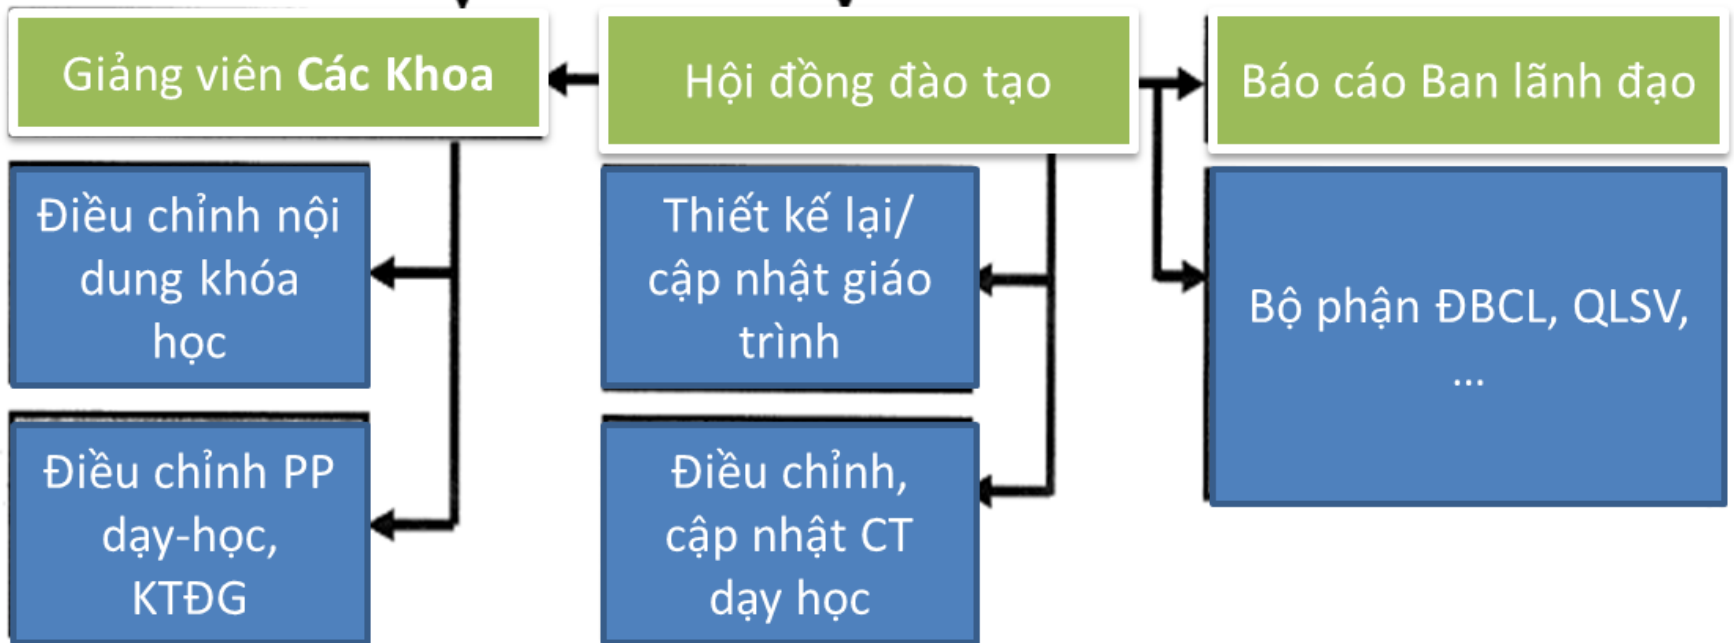 Giảng viên Các Khoa
Hội đồng đào tạo
Báo cáo Ban lãnh đạo
Điều chỉnh nội
dung khóa
học
Thiết kế lại/
cập nhật giáo
trình
Bộ phận ĐBCL, QLSV,
...
Điều chỉnh PP
dạy-học,
KTĐG
Điều chỉnh,
cập nhật CT
dạy học